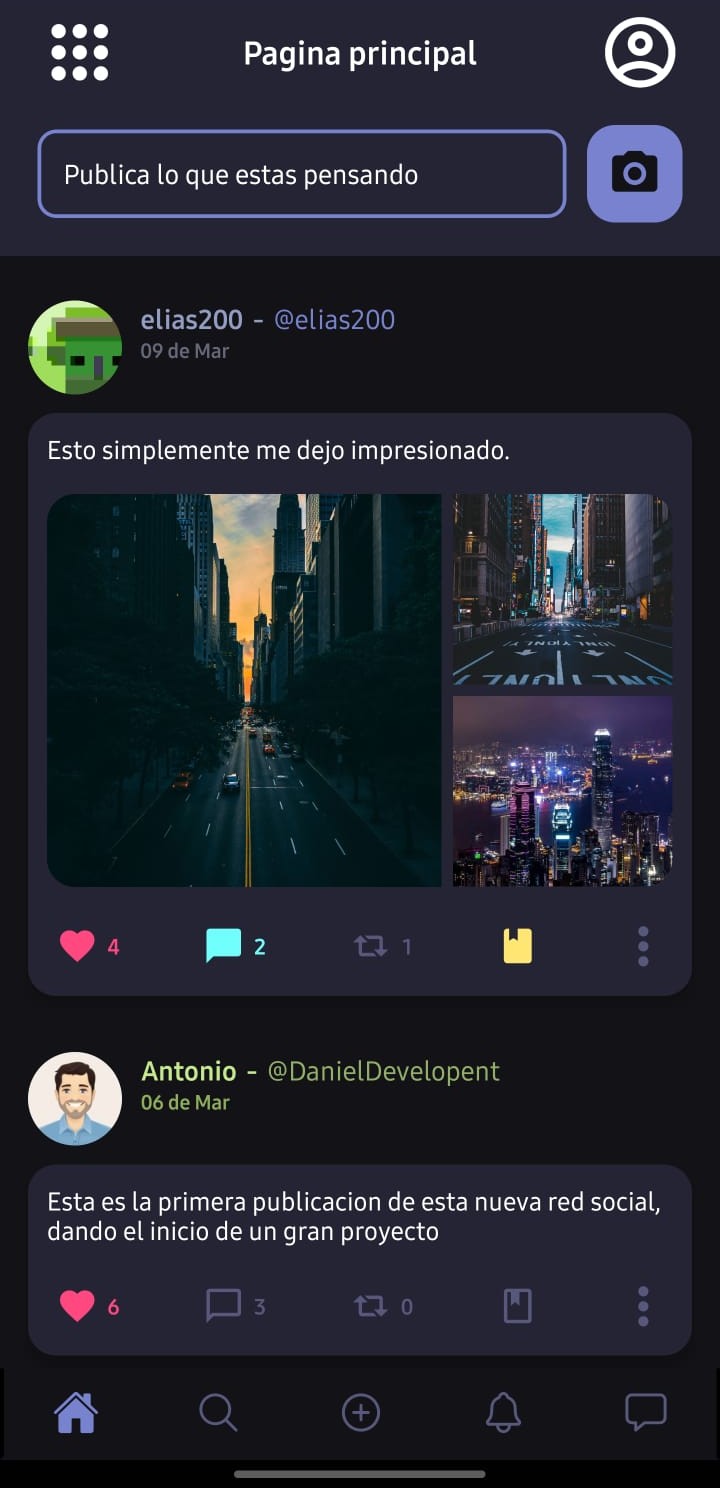 Pagina principal
Publica lo que estas pensando
elias200 - @elias200
09 de Mar
Esto simplemente me dejo impresionado.
ONLY
ONLY
4
2
1
Antonio - @DanielDevelopent
06 de Mar
Esta es la primera publicacion de esta nueva red social,
dando el inicio de un gran proyecto
6
3
0